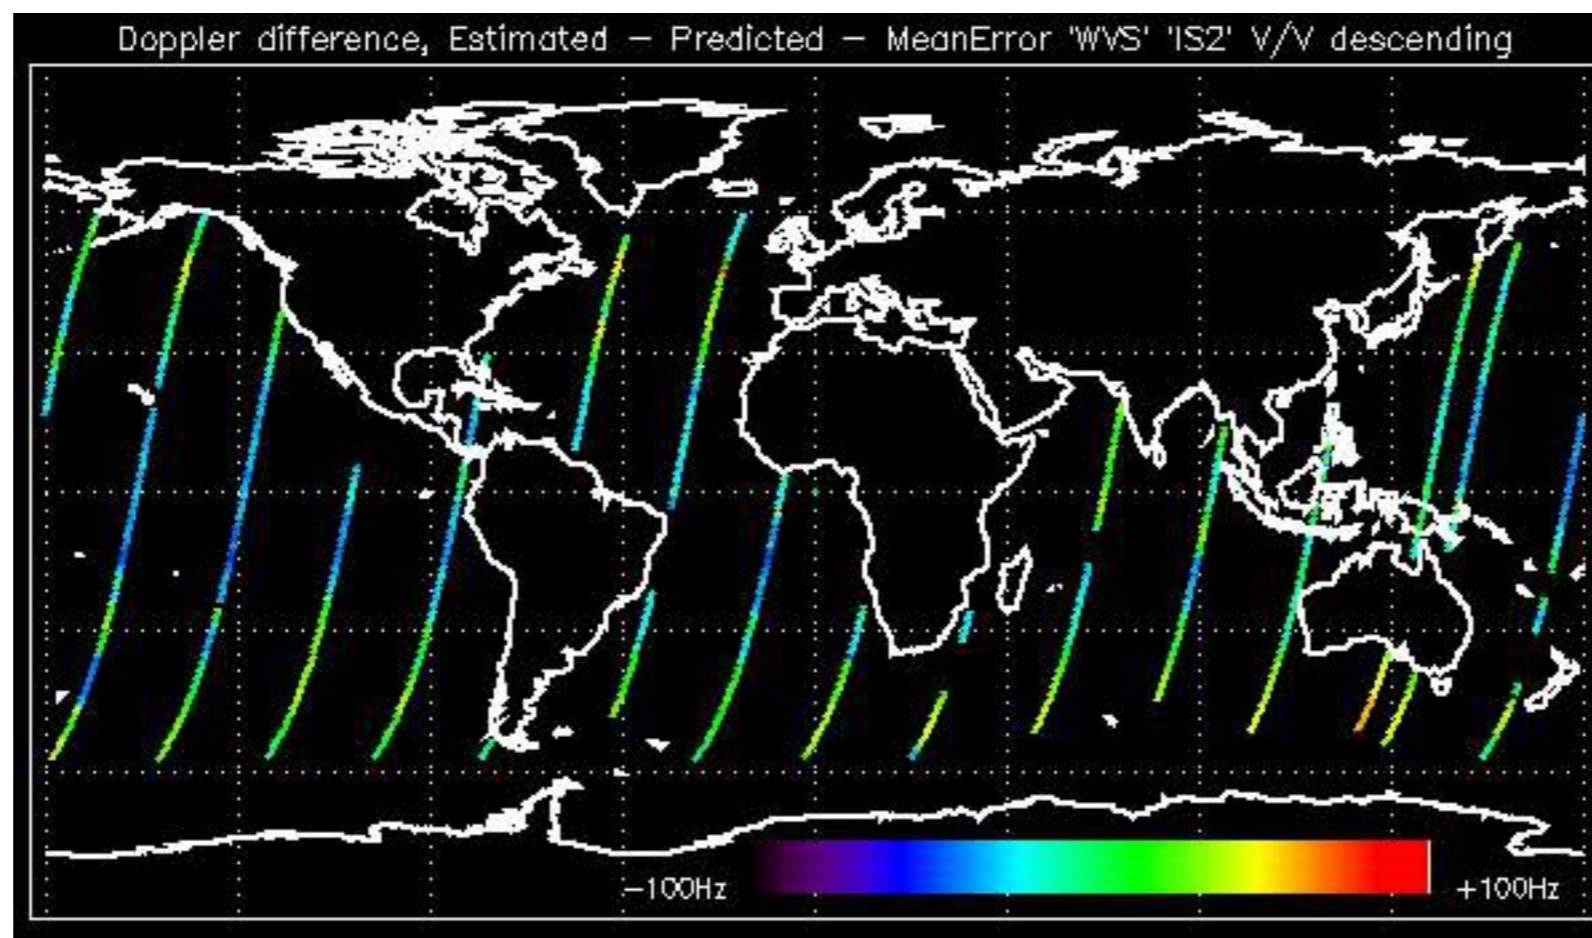 Doppler difference, Estimated – Predicted – MeanError 'WVS' 'IS2' V/V descending
–100Hz +100Hz